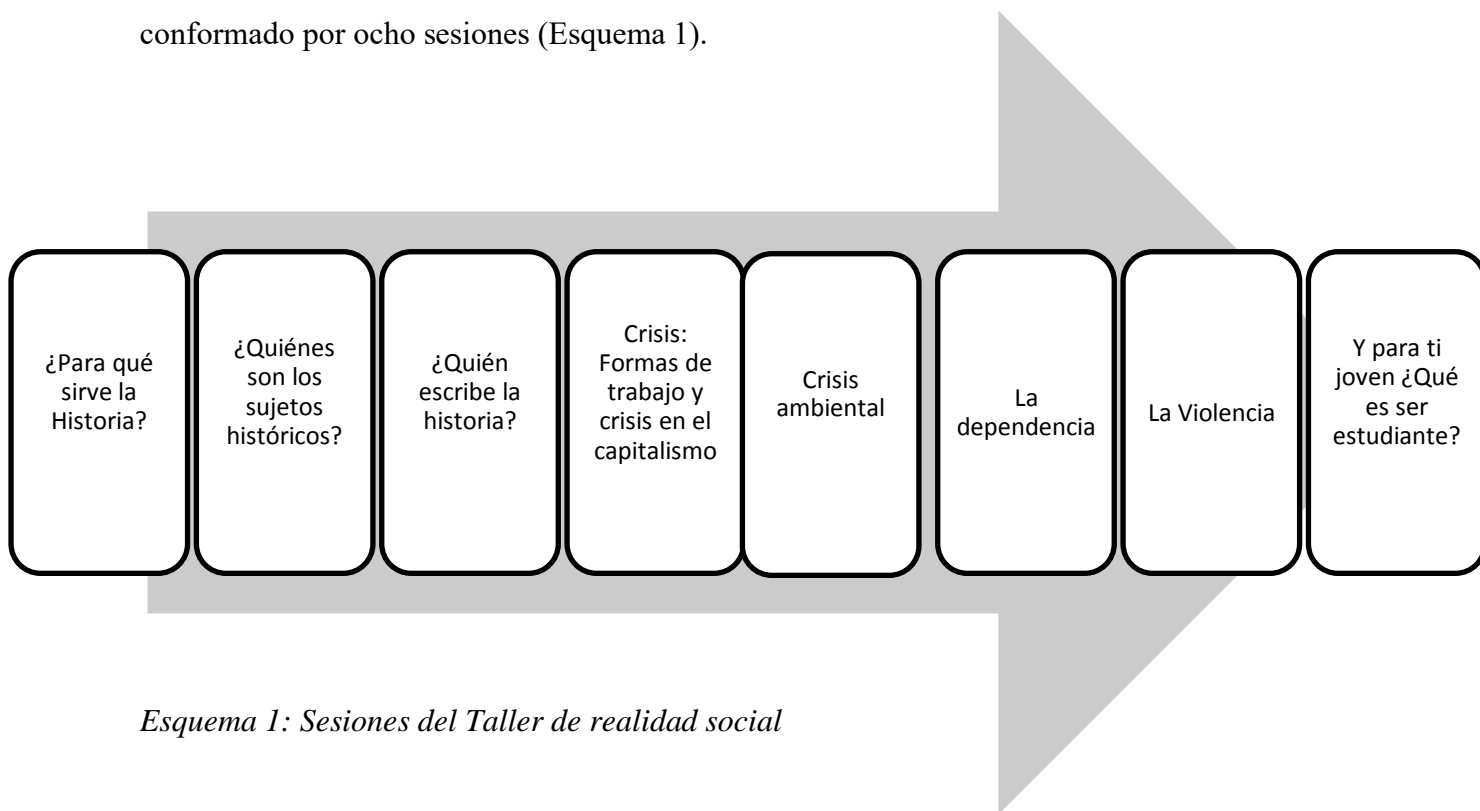 conformado por ocho sesiones (Esquema 1).
¿Para qué
sirve la
Historia?
¿Quiénes
son los
sujetos
históricos?
¿Quién
escribe la
historia?
Crisis:
Formas de
trabajo y
crisis en el
capitalismo
Crisis
ambiental
La
dependencia
La Violencia
Y para ti
joven ¿Qué
es ser
estudiante?
Esquema 1: Sesiones del Taller de realidad social